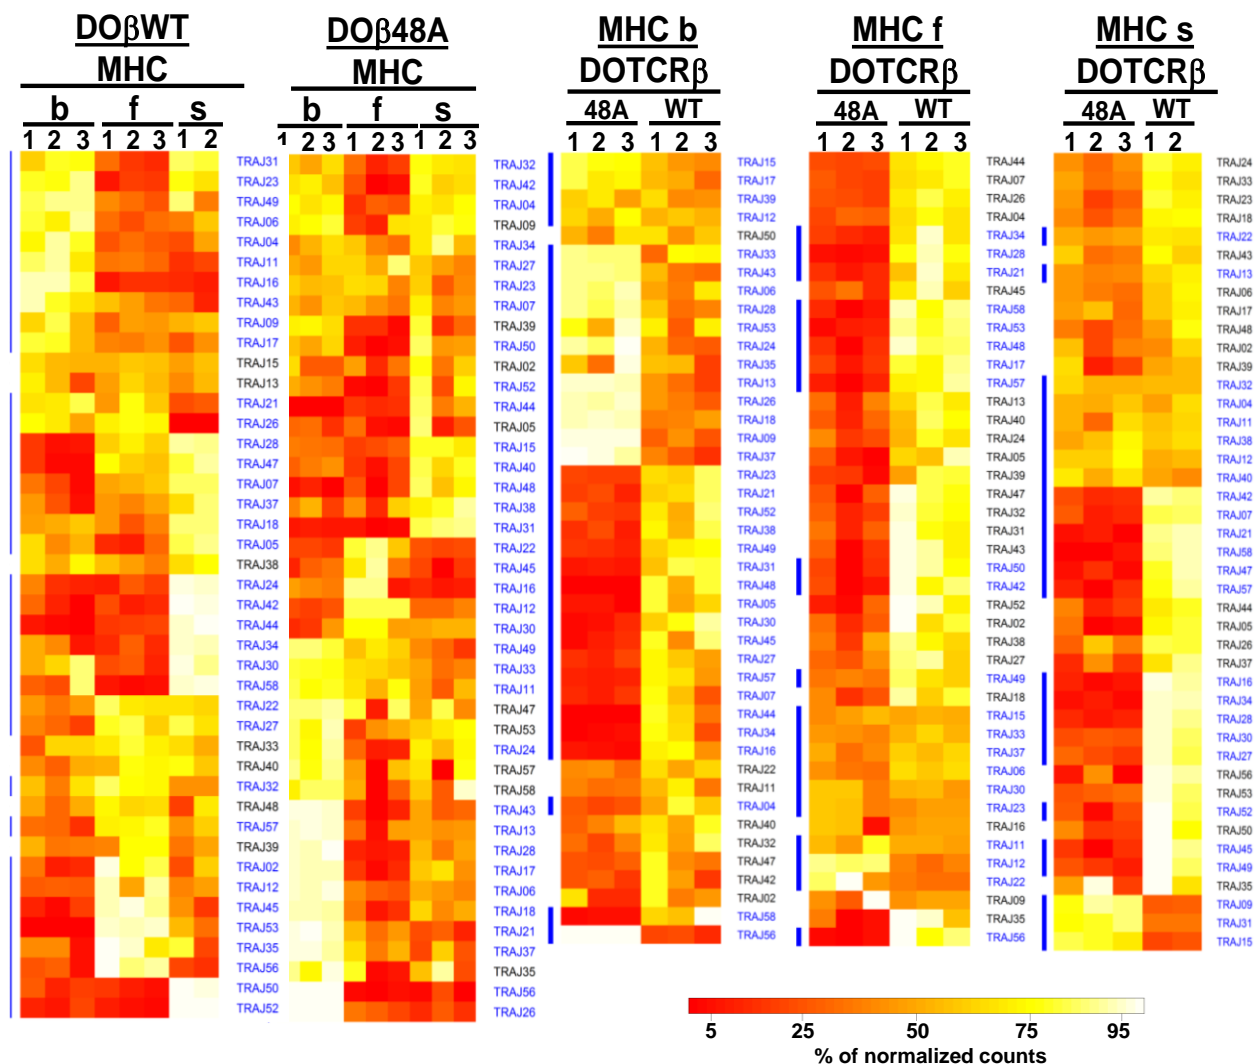 DOβWT
MHC
b f s
1 2 3 1 2 3 1 2
TRAJ31
TRAJ23
TRAJ49
TRAJ06
TRAJ04
TRAJ11
TRAJ16
TRAJ43
TRAJ09
TRAJ17
TRAJ15
TRAJ13
TRAJ21
TRAJ26
TRAJ28
TRAJ47
TRAJ07
TRAJ37
TRAJ18
TRAJ05
TRAJ38
TRAJ24
TRAJ42
TRAJ44
TRAJ34
TRAJ30
TRAJ58
TRAJ22
TRAJ27
TRAJ33
TRAJ40
TRAJ32
TRAJ48
TRAJ57
TRAJ39
TRAJ02
TRAJ12
TRAJ45
TRAJ53
TRAJ35
TRAJ56
TRAJ50
TRAJ52
DOβ48A
MHC
b f s
1 2 3 1 2 3 1 2 3
TRAJ32
TRAJ42
TRAJ04
TRAJ09
TRAJ34
TRAJ27
TRAJ23
TRAJ07
TRAJ39
TRAJ50
TRAJ02
TRAJ52
TRAJ44
TRAJ05
TRAJ15
TRAJ40
TRAJ48
TRAJ38
TRAJ31
TRAJ22
TRAJ45
TRAJ16
TRAJ12
TRAJ30
TRAJ49
TRAJ33
TRAJ11
TRAJ47
TRAJ53
TRAJ24
TRAJ57
TRAJ58
TRAJ43
TRAJ13
TRAJ28
TRAJ17
TRAJ06
TRAJ18
TRAJ21
TRAJ37
TRAJ35
TRAJ56
TRAJ26
MHC b
DOTCRβ
48A WT
1 2 3 1 2 3
TRAJ15
TRAJ17
TRAJ39
TRAJ12
TRAJ50
TRAJ33
TRAJ43
TRAJ06
TRAJ28
TRAJ53
TRAJ24
TRAJ35
TRAJ13
TRAJ26
TRAJ18
TRAJ09
TRAJ37
TRAJ23
TRAJ21
TRAJ52
TRAJ38
TRAJ49
TRAJ31
TRAJ48
TRAJ05
TRAJ30
TRAJ45
TRAJ27
TRAJ57
TRAJ07
TRAJ44
TRAJ34
TRAJ16
TRAJ22
TRAJ11
TRAJ04
TRAJ40
TRAJ32
TRAJ47
TRAJ42
TRAJ02
TRAJ58
TRAJ56
MHC f
DOTCRβ
48A WT
1 2 3 1 2 3
TRAJ44
TRAJ07
TRAJ26
TRAJ04
TRAJ34
TRAJ28
TRAJ21
TRAJ45
TRAJ58
TRAJ53
TRAJ48
TRAJ17
TRAJ57
TRAJ13
TRAJ40
TRAJ24
TRAJ05
TRAJ39
TRAJ47
TRAJ32
TRAJ31
TRAJ43
TRAJ50
TRAJ42
TRAJ52
TRAJ02
TRAJ38
TRAJ27
TRAJ49
TRAJ18
TRAJ15
TRAJ33
TRAJ37
TRAJ06
TRAJ30
TRAJ23
TRAJ16
TRAJ11
TRAJ12
TRAJ22
TRAJ09
TRAJ35
TRAJ56
MHC s
DOTCRβ
48A WT
1 2 3 1 2
TRAJ24
TRAJ33
TRAJ23
TRAJ18
TRAJ22
TRAJ43
TRAJ13
TRAJ06
TRAJ17
TRAJ48
TRAJ02
TRAJ39
TRAJ32
TRAJ04
TRAJ11
TRAJ38
TRAJ12
TRAJ40
TRAJ42
TRAJ07
TRAJ21
TRAJ58
TRAJ47
TRAJ57
TRAJ44
TRAJ05
TRAJ26
TRAJ37
TRAJ16
TRAJ34
TRAJ28
TRAJ30
TRAJ27
TRAJ56
TRAJ53
TRAJ52
TRAJ50
TRAJ45
TRAJ49
TRAJ35
TRAJ09
TRAJ31
TRAJ15
5 25 50 75 95
% of normalized counts